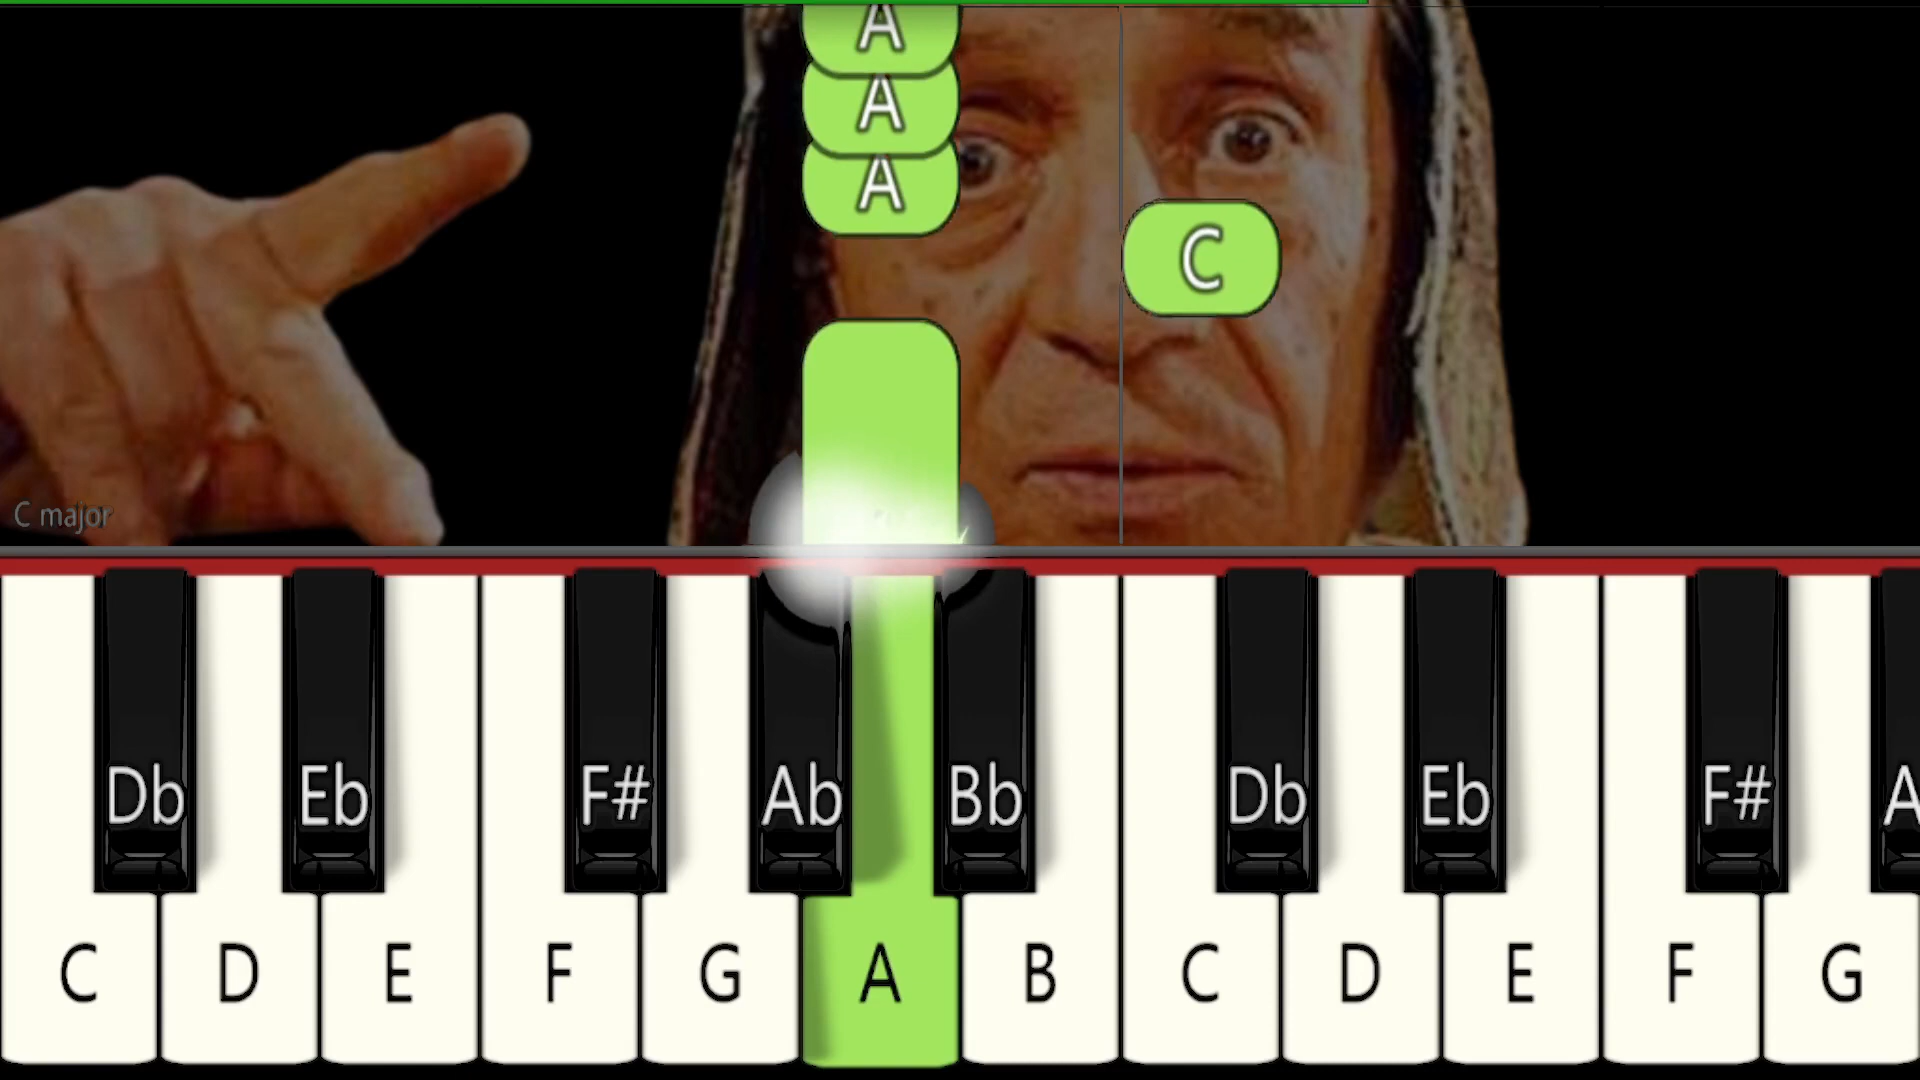 A
A
A
C
C major
Db Eb F# Ab Bb Db Eb F# A
C D E F G A B C D E F G